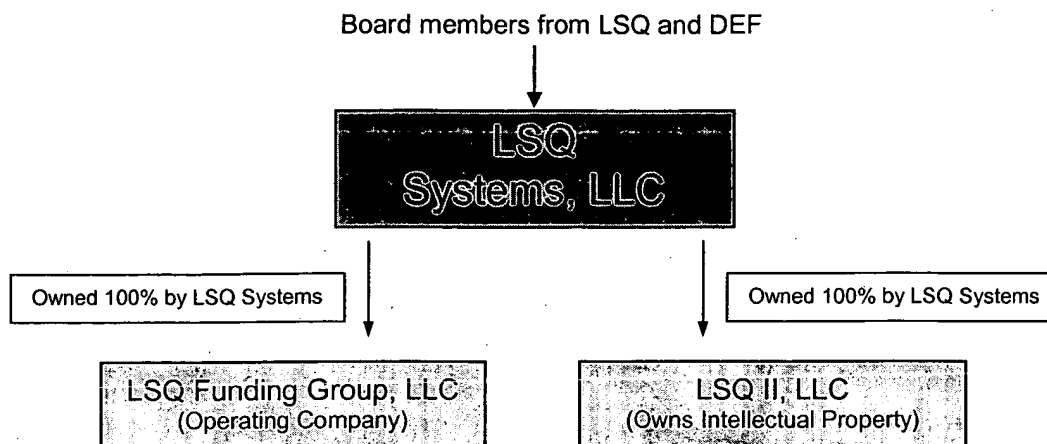 Board members from LSQ and DEF
LSQ
Systems, LLC
Owned 100% by LSQ Systems
Owned 100% by LSQ Systems
LSQ Funding Group, LLC
(Operating Company)
LSQ II, LLC
(Owns Intellectual Property)